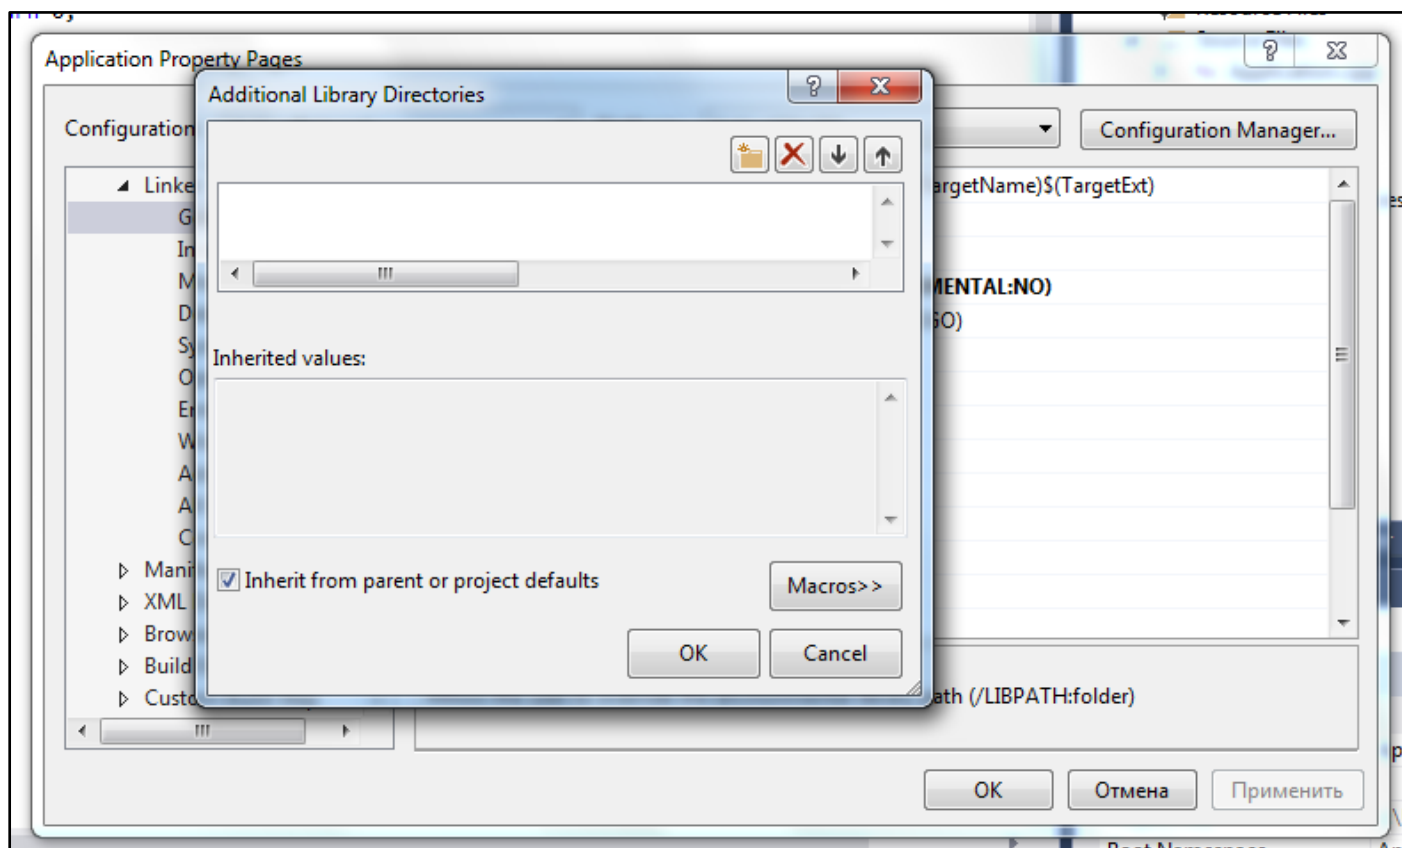 Application Property Pages
Additional Library Directories
Configuration
Configuration Manager...
argetName)$(TargetExt)
MENTAL:NO)
GO)
Inherited values:
Mani
Inherit from parent or project defaults
Macros>>
XML
Brow
Build
OK
Cancel
Custo
ath (/LIBPATH:folder)
OK
Отмена
Применить